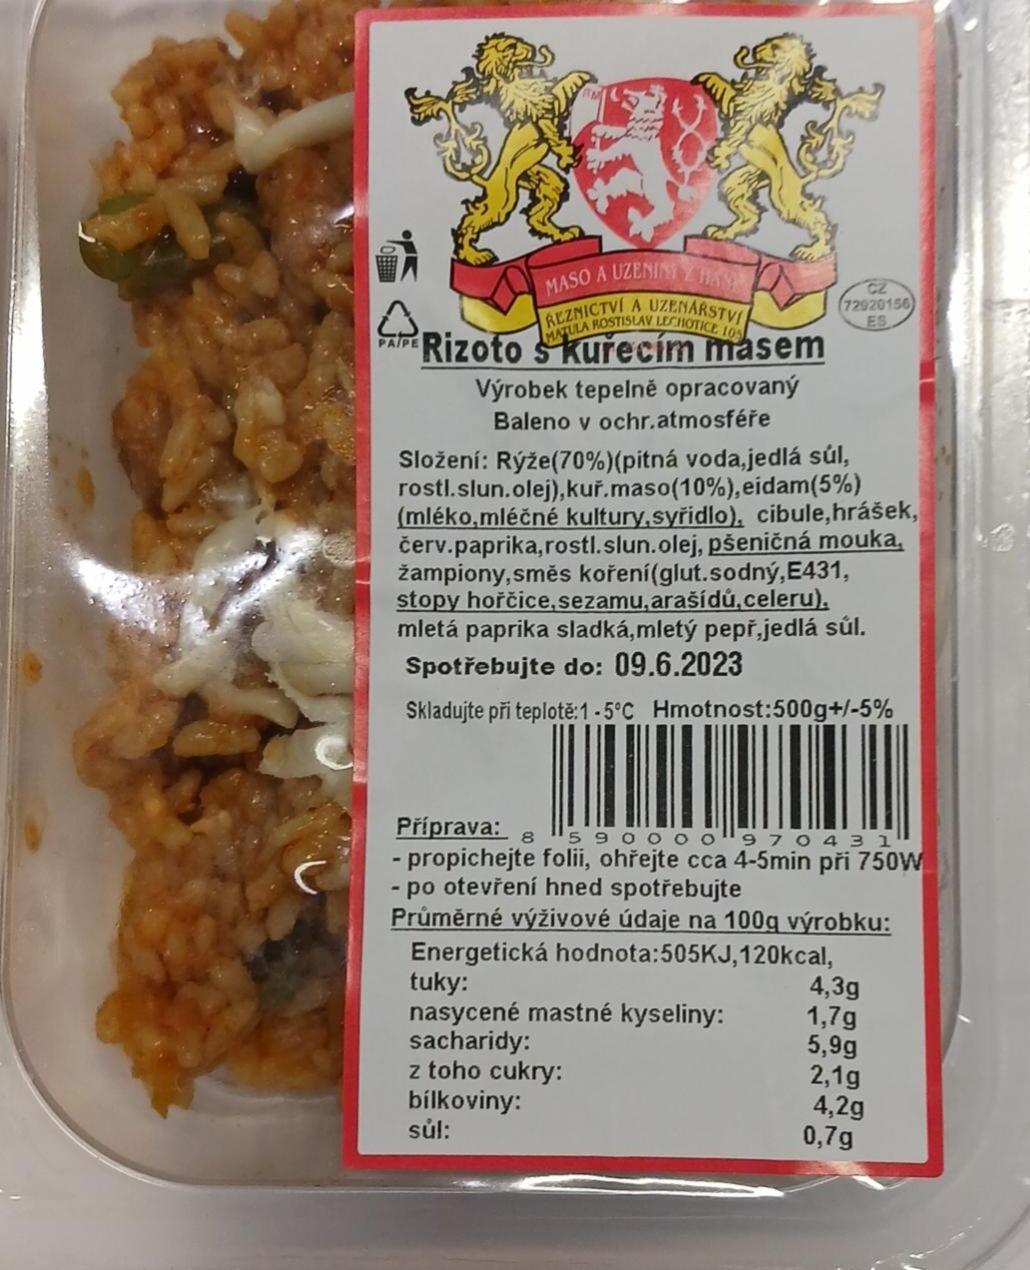 RM
MASO A UZENINY Z HANÉ
ŘEZNICTVÍ A UZENÁŘSTVÍ
MATULA ROSTISLAV LECHOTICE 105
CZ
72920156
ES
PA/PE
Rizoto s kuřecím masem
Výrobek tepelně opracovaný
Baleno v ochr.atmosféře
Složení: Rýže(70%)(pitná voda,jedlá sůl,
rostl.slun.olej),kuř.maso(10%),eidam(5%)
(mléko,mléčné kultury,syřidlo), cibule,hrášek,
červ.paprika,rostl.slun.olej, pšeničná mouka,
žampiony,směs koření(glut.sodný,E431,
stopy hořčice,sezamu,arašídů,celeru),
mletá paprika sladká,mletý pepř,jedlá sůl.
Spotřebujte do: 09.6.2023
Skladujte při teplotě:1 - 5°C Hmotnost:500g+/-5%
Příprava: 8 590000 970431
- propichejte folii, ohřejte cca 4-5min při 750W
- po otevření hned spotřebujte
Průměrné výživové údaje na 100g výrobku:
Energetická hodnota:505KJ,120kcal,
tuky: 4,3g
nasycené mastné kyseliny: 1,7g
sacharidy: 5,9g
z toho cukry: 2,1g
bílkoviny: 4,2g
sůl: 0,7g